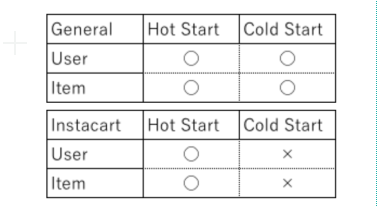 General Hot Start Cold Start
User ○ ○
Item ○ ○
Instacart Hot Start Cold Start
User ○ ×
Item ○ ×